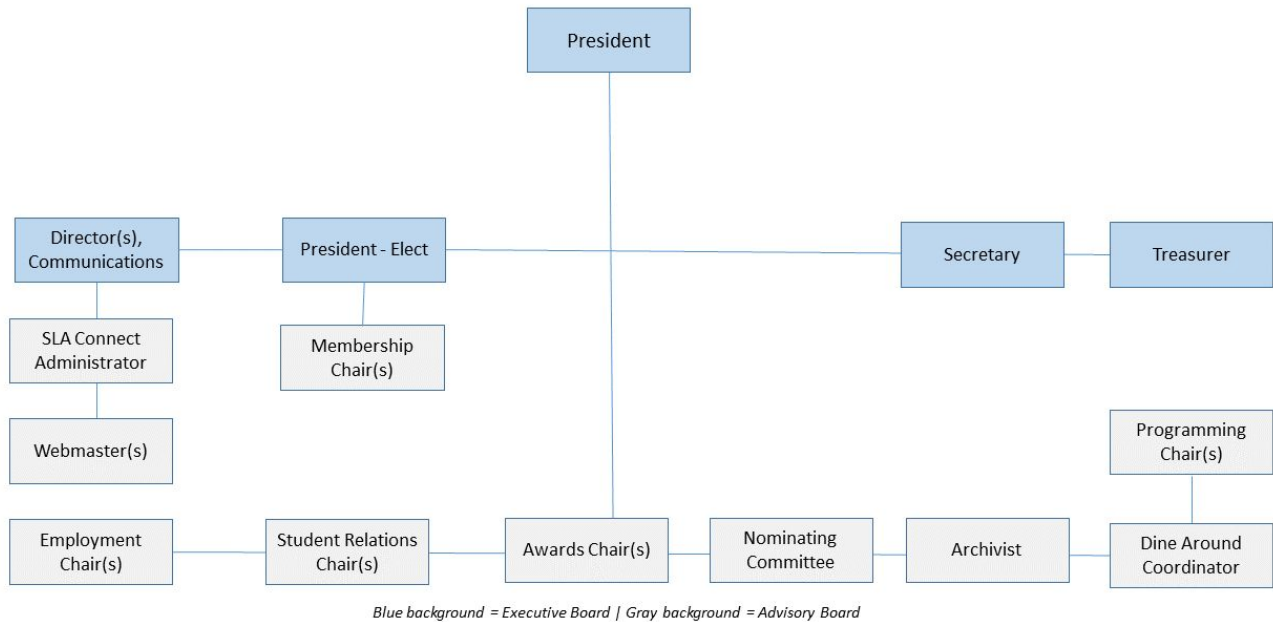 President
Director(s),
Communications
President - Elect
Secretary
Treasurer
SLA Connect
Administrator
Membership
Chair(s)
Webmaster(s)
Programming
Chair(s)
Employment
Chair(s)
Student Relations
Chair(s)
Awards Chair(s)
Nominating
Committee
Archivist
Dine Around
Coordinator
Blue background = Executive Board | Gray background = Advisory Board